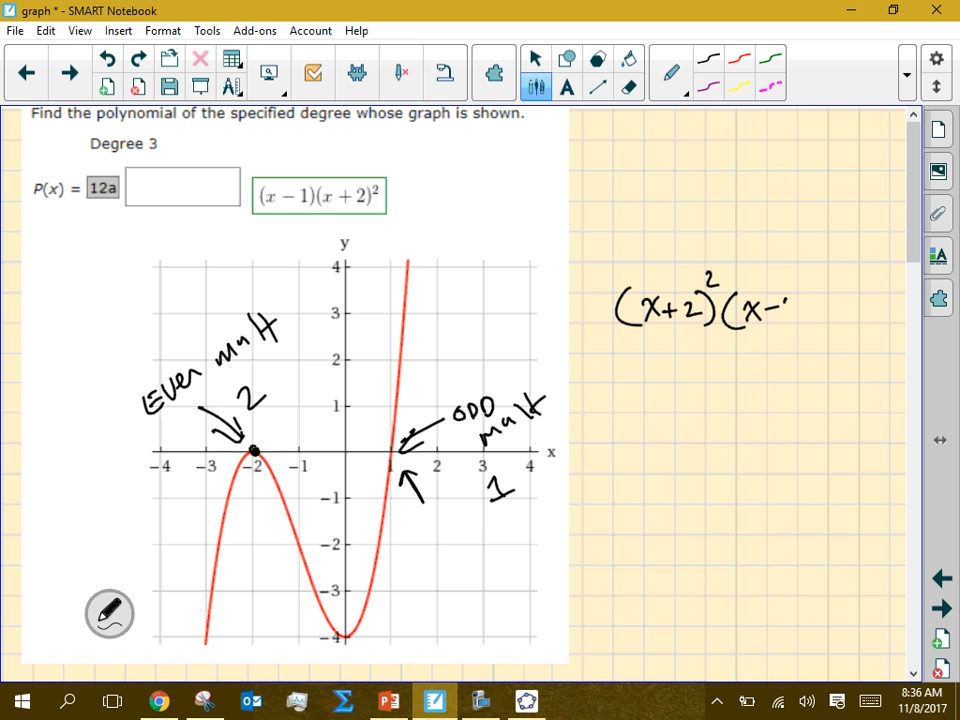 graph * - SMART Notebook
File Edit View Insert Format Tools Add-ons Account Help
Find the polynomial of the specified degree whose graph is shown.
Degree 3
P(x) = 12a (x − 1)(x + 2)²
y
4
3
2
1
−4 −3 −2 −1 1 2 3 4 x
−1
−2
−3
−4
Even mult
2
ODD
mult
1
(x+2)²(x-
8:36 AM
11/8/2017